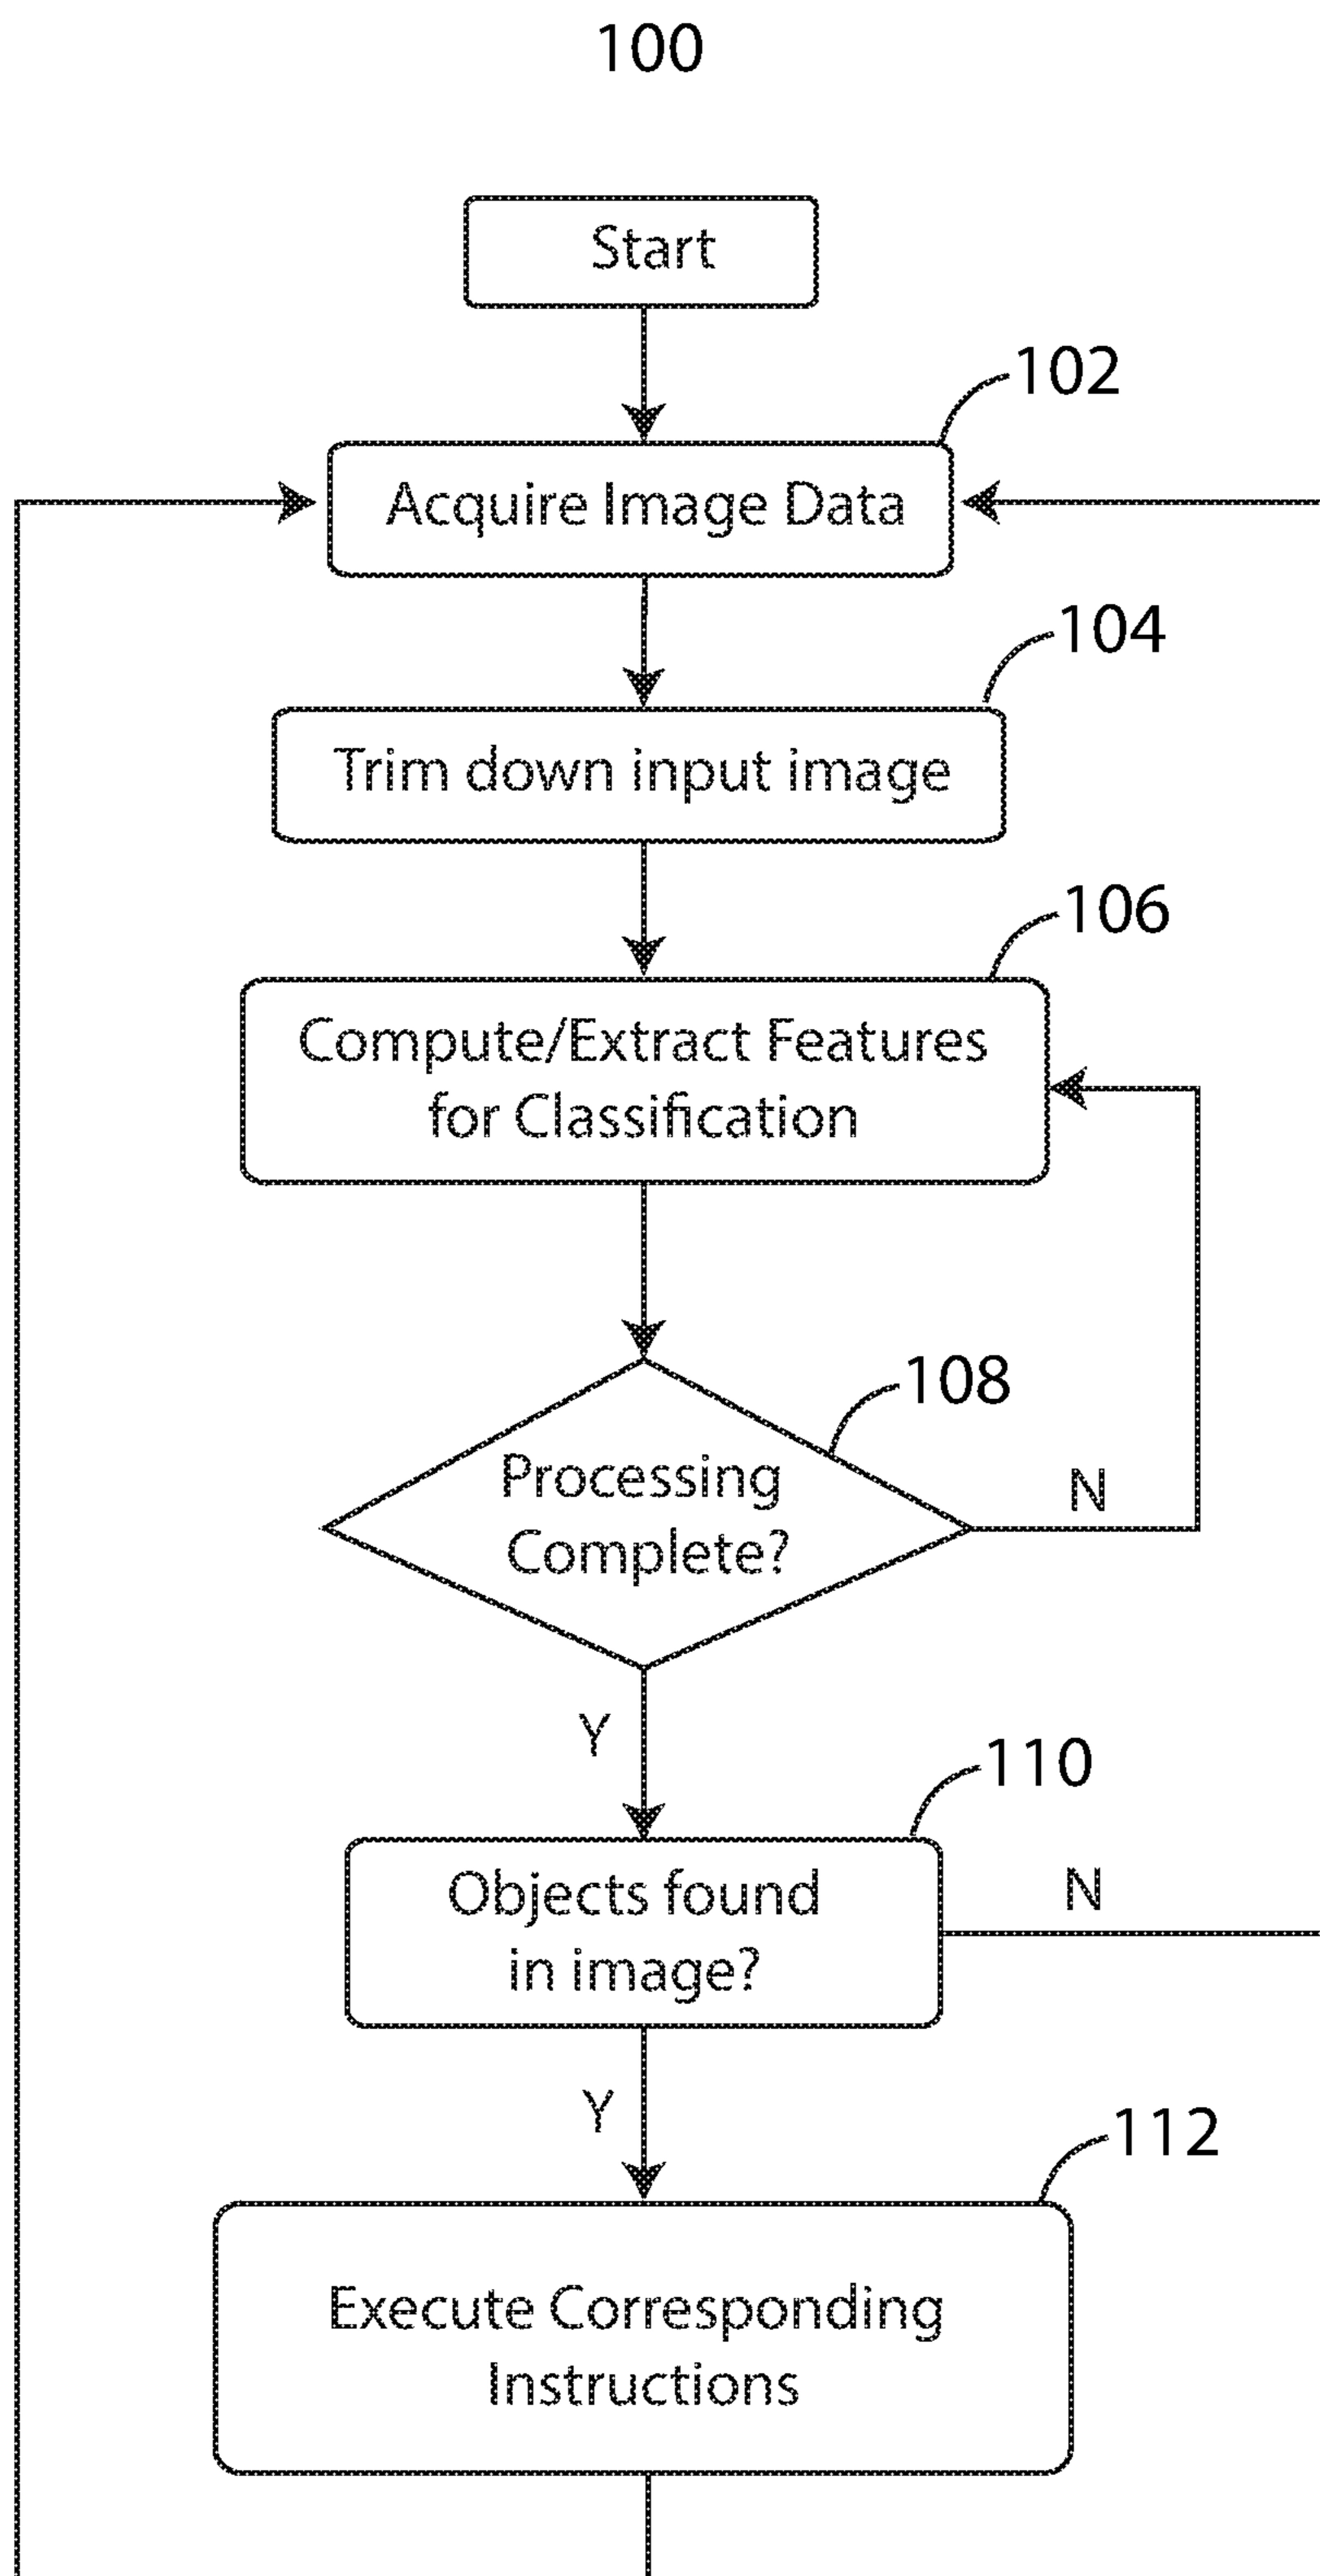 100
Start
102
Acquire Image Data
104
Trim down input image
106
Compute/Extract Features
for Classification
108
Processing
Complete?
N
Y
110
Objects found
in image?
N
Y
112
Execute Corresponding
Instructions